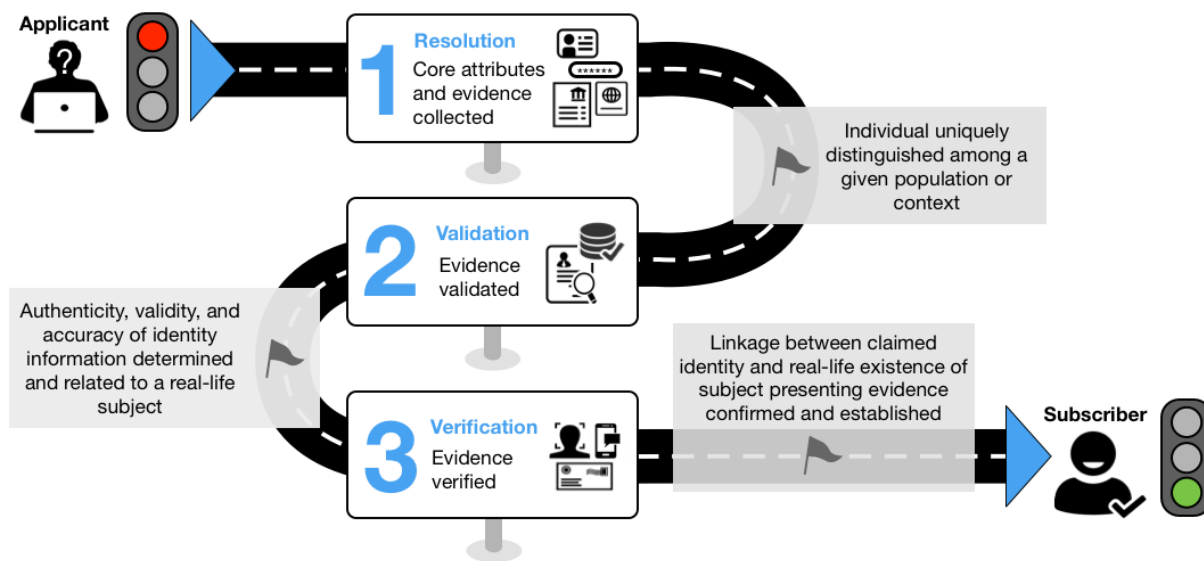 Applicant
?
1
Resolution
Core attributes
and evidence
collected
******
Individual uniquely
distinguished among a
given population or
context
2
Validation
Evidence
validated
Authenticity, validity, and
accuracy of identity
information determined
and related to a real-life
subject
3
Verification
Evidence
verified
Linkage between claimed
identity and real-life existence of
subject presenting evidence
confirmed and established
Subscriber